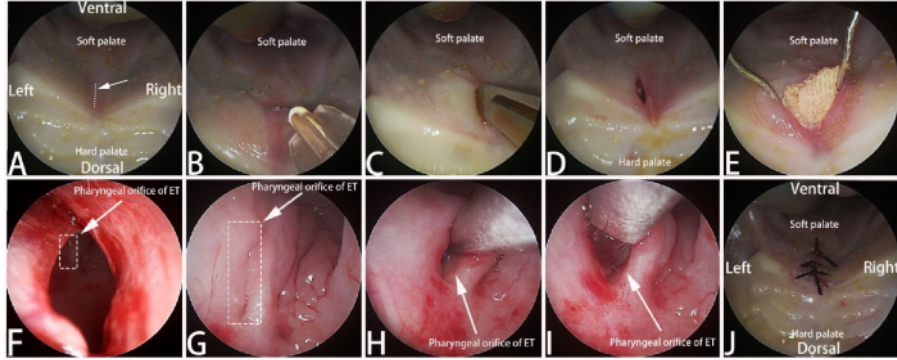 Ventral
Soft palate
Left
Right
Hard palate
Dorsal
A
Soft palate
B
Soft palate
C
Soft palate
Hard palate
D
E
Pharyngeal orifice of ET
F
Pharyngeal orifice of ET
G
Pharyngeal orifice of ET
H
Pharyngeal orifice of ET
I
Ventral
Soft palate
Left
Right
Hard palate
Dorsal
J